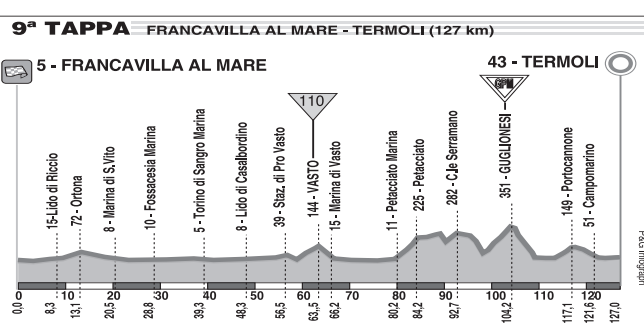 9ª TAPPA FRANCAVILLA AL MARE - TERMOLI (127 km)
5 - FRANCAVILLA AL MARE
43 - TERMOLI
GPM
110
15-Lido di Riccio
72 - Ortona
8 - Marina di S.Vito
10 - Fossacesia Marina
5 - Torino di Sangro Marina
8 - Lido di Casalbordino
39 - Staz. di Pro Vasto
144 - VASTO
15 - Marina di Vasto
11 - Petacciato Marina
225 - Petacciato
282 - C.le Serramano
351 - GUGLIONESI
149 - Portocannone
51 - Campomarino
P&G Infograph
0 10 20 30 40 50 60 70 80 90 100 110 120
0,0 8,3 13,1 20,5 28,8 39,3 48,3 56,5 63,,5 66,2 80,2 84,2 92,7 104,2 117,1 121,6 127,0